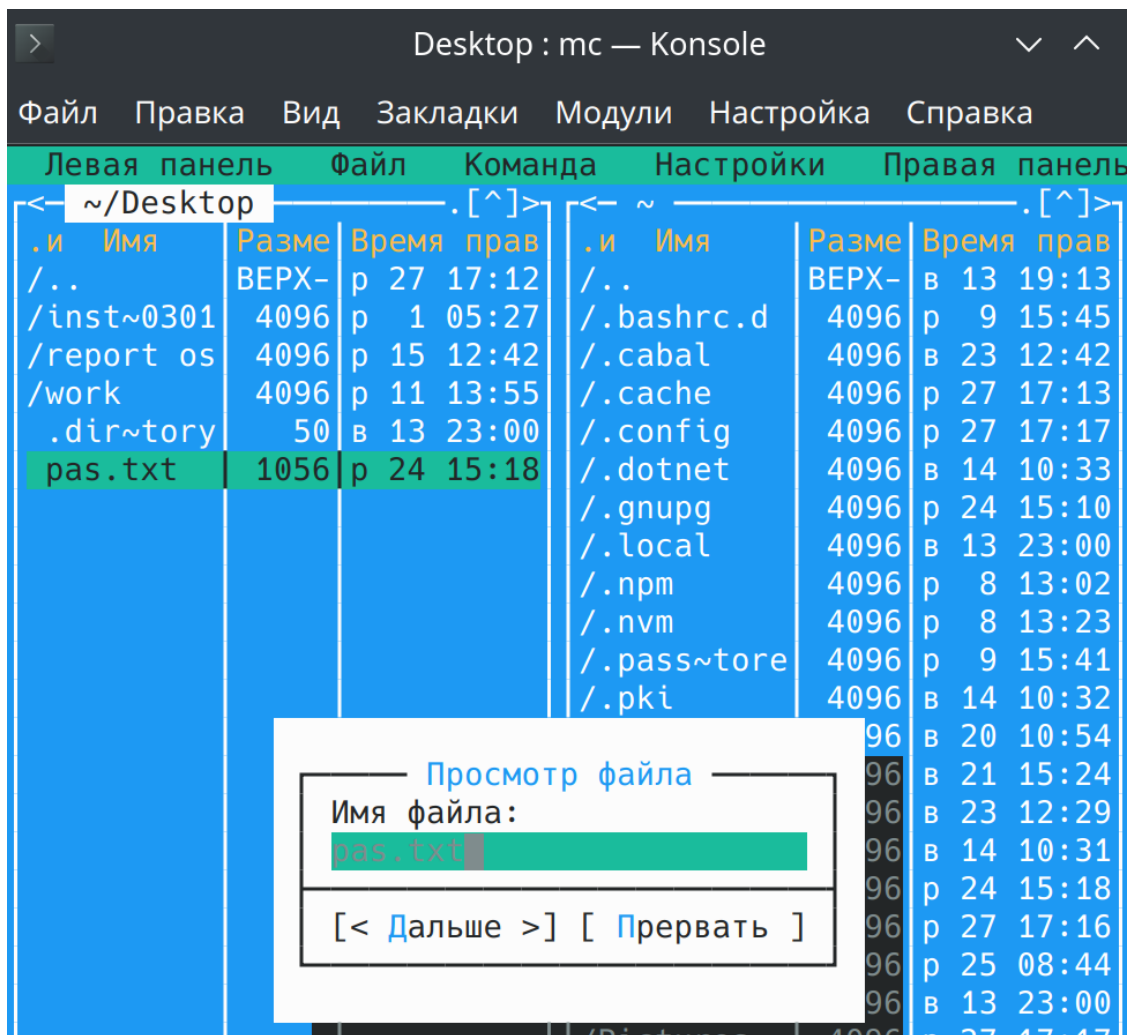 Desktop : mc — Konsole
Файл Правка Вид Закладки Модули Настройка Справка
Левая панель Файл Команда Настройки Правая панель
<— ~/Desktop .[^]> <— ~ .[^]>
.и Имя Разме Время прав .и Имя Разме Время прав
/.. ВЕРХ- р 27 17:12 /.. ВЕРХ- в 13 19:13
/inst~0301 4096 р 1 05:27 /.bashrc.d 4096 р 9 15:45
/report os 4096 р 15 12:42 /.cabal 4096 в 23 12:42
/work 4096 р 11 13:55 /.cache 4096 р 27 17:13
.dir~tory 50 в 13 23:00 /.config 4096 р 27 17:17
pas.txt 1056 р 24 15:18 /.dotnet 4096 в 14 10:33
/.gnupg 4096 р 24 15:10
/.local 4096 в 13 23:00
/.npm 4096 р 8 13:02
/.nvm 4096 р 8 13:23
/.pass~tore 4096 р 9 15:41
/.pki 4096 в 14 10:32
96 в 20 10:54
Просмотр файла 96 в 21 15:24
Имя файла: 96 в 23 12:29
pas.txt 96 в 14 10:31
96 р 24 15:18
[< Дальше >] [ Прервать ] 96 р 27 17:16
96 р 25 08:44
96 в 13 23:00